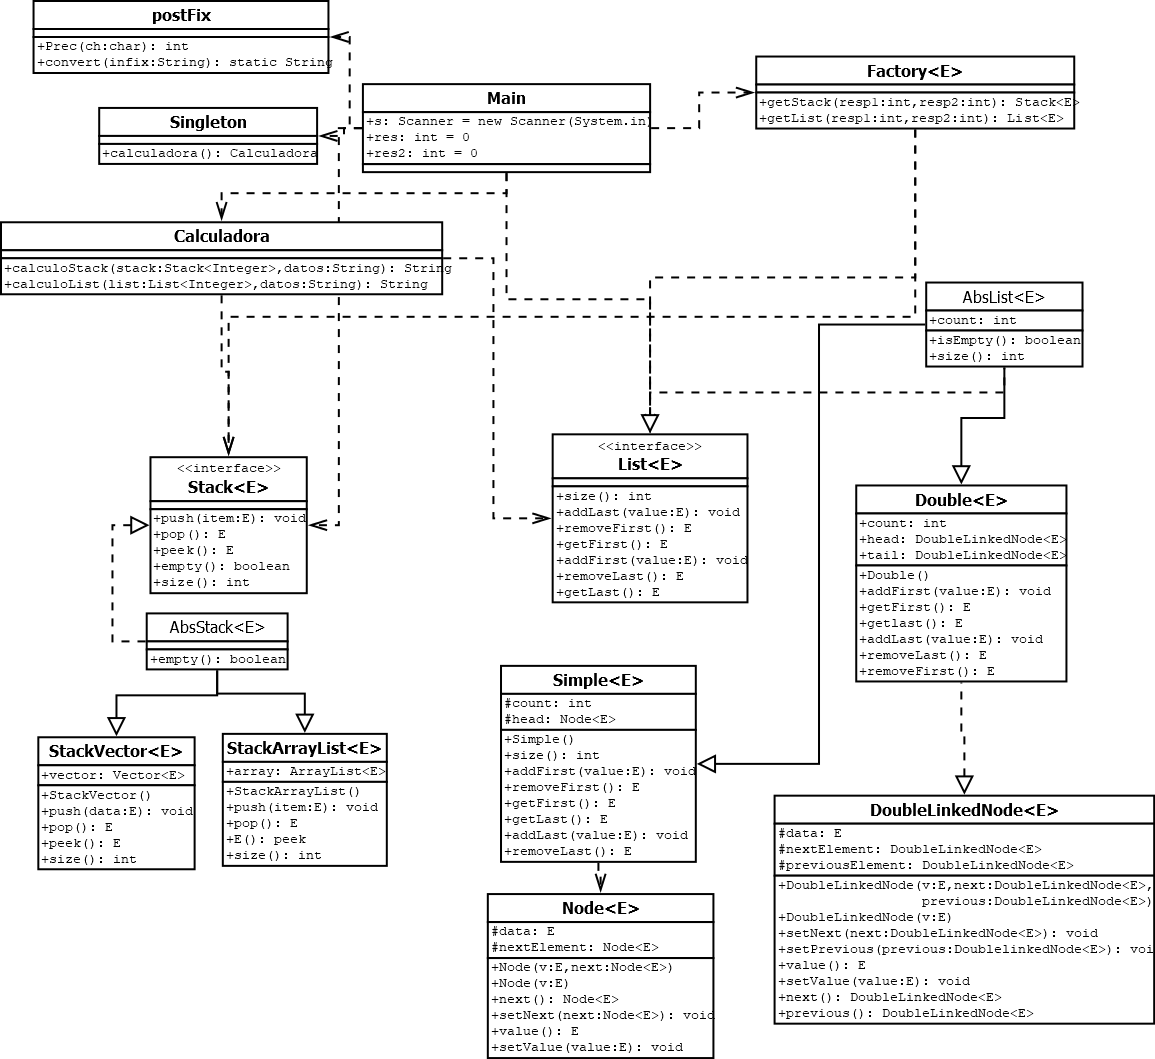 postFix
+Prec(ch:char): int
+convert(infix:String): static String
Factory<E>
+getStack(resp1:int,resp2:int): Stack<E>
+getList(resp1:int,resp2:int): List<E>
Main
+s: Scanner = new Scanner(System.in)
+res: int = 0
+res2: int = 0
Singleton
+calculadora(): Calculadora
Calculadora
+calculoStack(stack:Stack<Integer>,datos:String): String
+calculoList(list:List<Integer>,datos:String): String
AbsList<E>
+count: int
+isEmpty(): boolean
+size(): int
<<interface>>
List<E>
+size(): int
+addLast(value:E): void
+removeFirst(): E
+getFirst(): E
+addFirst(value:E): void
+removeLast(): E
+getLast(): E
<<interface>>
Stack<E>
+push(item:E): void
+pop(): E
+peek(): E
+empty(): boolean
+size(): int
Double<E>
+count: int
+head: DoubleLinkedNode<E>
+tail: DoubleLinkedNode<E>
+Double()
+addFirst(value:E): void
+getFirst(): E
+getlast(): E
+addLast(value:E): void
+removeLast(): E
+removeFirst(): E
AbsStack<E>
+empty(): boolean
StackVector<E>
+vector: Vector<E>
+StackVector()
+push(data:E): void
+pop(): E
+peek(): E
+size(): int
StackArrayList<E>
+array: ArrayList<E>
+StackArrayList()
+push(item:E): void
+pop(): E
+E(): peek
+size(): int
Simple<E>
#count: int
#head: Node<E>
+Simple()
+size(): int
+addFirst(value:E): void
+removeFirst(): E
+getFirst(): E
+getLast(): E
+addLast(value:E): void
+removeLast(): E
DoubleLinkedNode<E>
#data: E
#nextElement: DoubleLinkedNode<E>
#previousElement: DoubleLinkedNode<E>
+DoubleLinkedNode(v:E,next:DoubleLinkedNode<E>,
previous:DoubleLinkedNode<E>)
+DoubleLinkedNode(v:E)
+setNext(next:DoubleLinkedNode<E>): void
+setPrevious(previous:DoublelinkedNode<E>): voi
+value(): E
+setValue(value:E): void
+next(): DoubleLinkedNode<E>
+previous(): DoubleLinkedNode<E>
Node<E>
#data: E
#nextElement: Node<E>
+Node(v:E,next:Node<E>)
+Node(v:E)
+next(): Node<E>
+setNext(next:Node<E>): void
+value(): E
+setValue(value:E): void